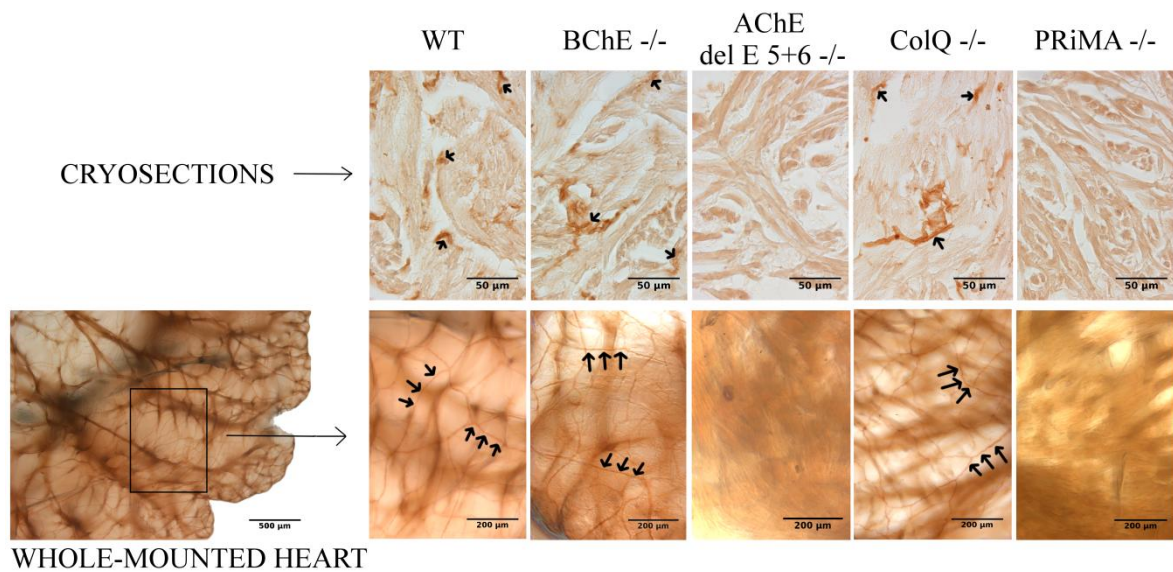 WT
BChE -/-
AChE
del E 5+6 -/-
ColQ -/-
PRiMA -/-
CRYOSECTIONS
50 µm
50 µm
50 µm
50 µm
50 µm
500 µm
200 µm
200 µm
200 µm
200 µm
200 µm
WHOLE-MOUNTED HEART